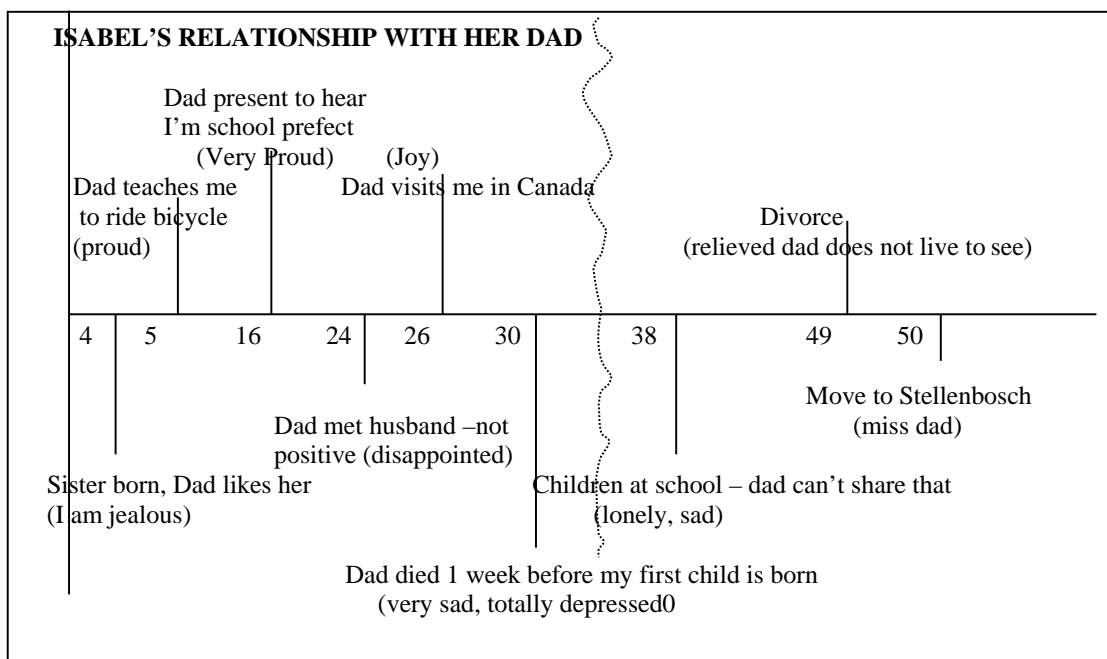 ISABEL'S RELATIONSHIP WITH HER DAD
Dad present to hear
I'm school prefect
(Very Proud)
(Joy)
Dad teaches me
to ride bicycle
(proud)
Dad visits me in Canada
Divorce
(relieved dad does not live to see)
4 5 16 24 26 30 38 49 50
Dad met husband –not
positive (disappointed)
Move to Stellenbosch
(miss dad)
Sister born, Dad likes her
(I am jealous)
Children at school – dad can't share that
(lonely, sad)
Dad died 1 week before my first child is born
(very sad, totally depressed0